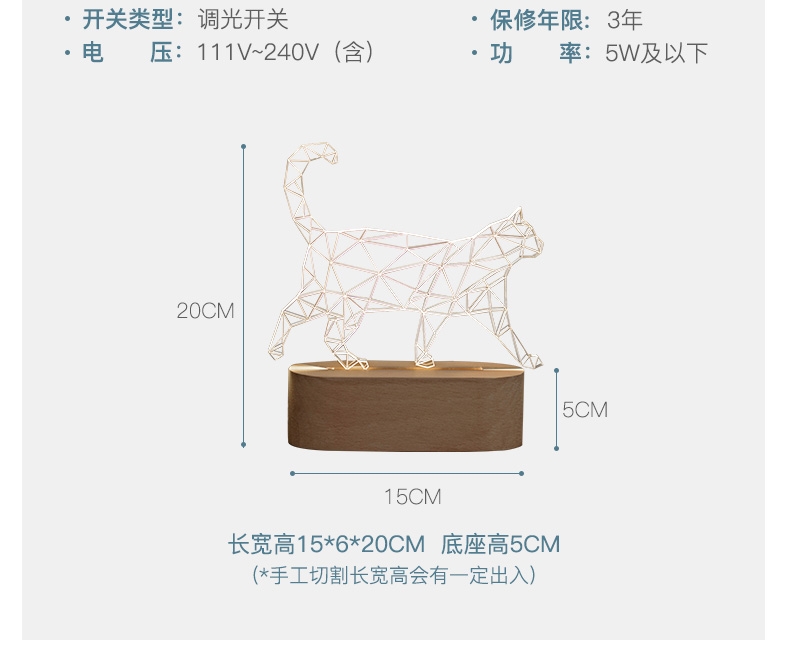 • 开关类型：调光开关
• 保修年限：3年
• 电 压：111V~240V（含）
• 功 率：5W及以下
20CM
5CM
15CM
长宽高15*6*20CM 底座高5CM
(*手工切割长宽高会有一定出入)